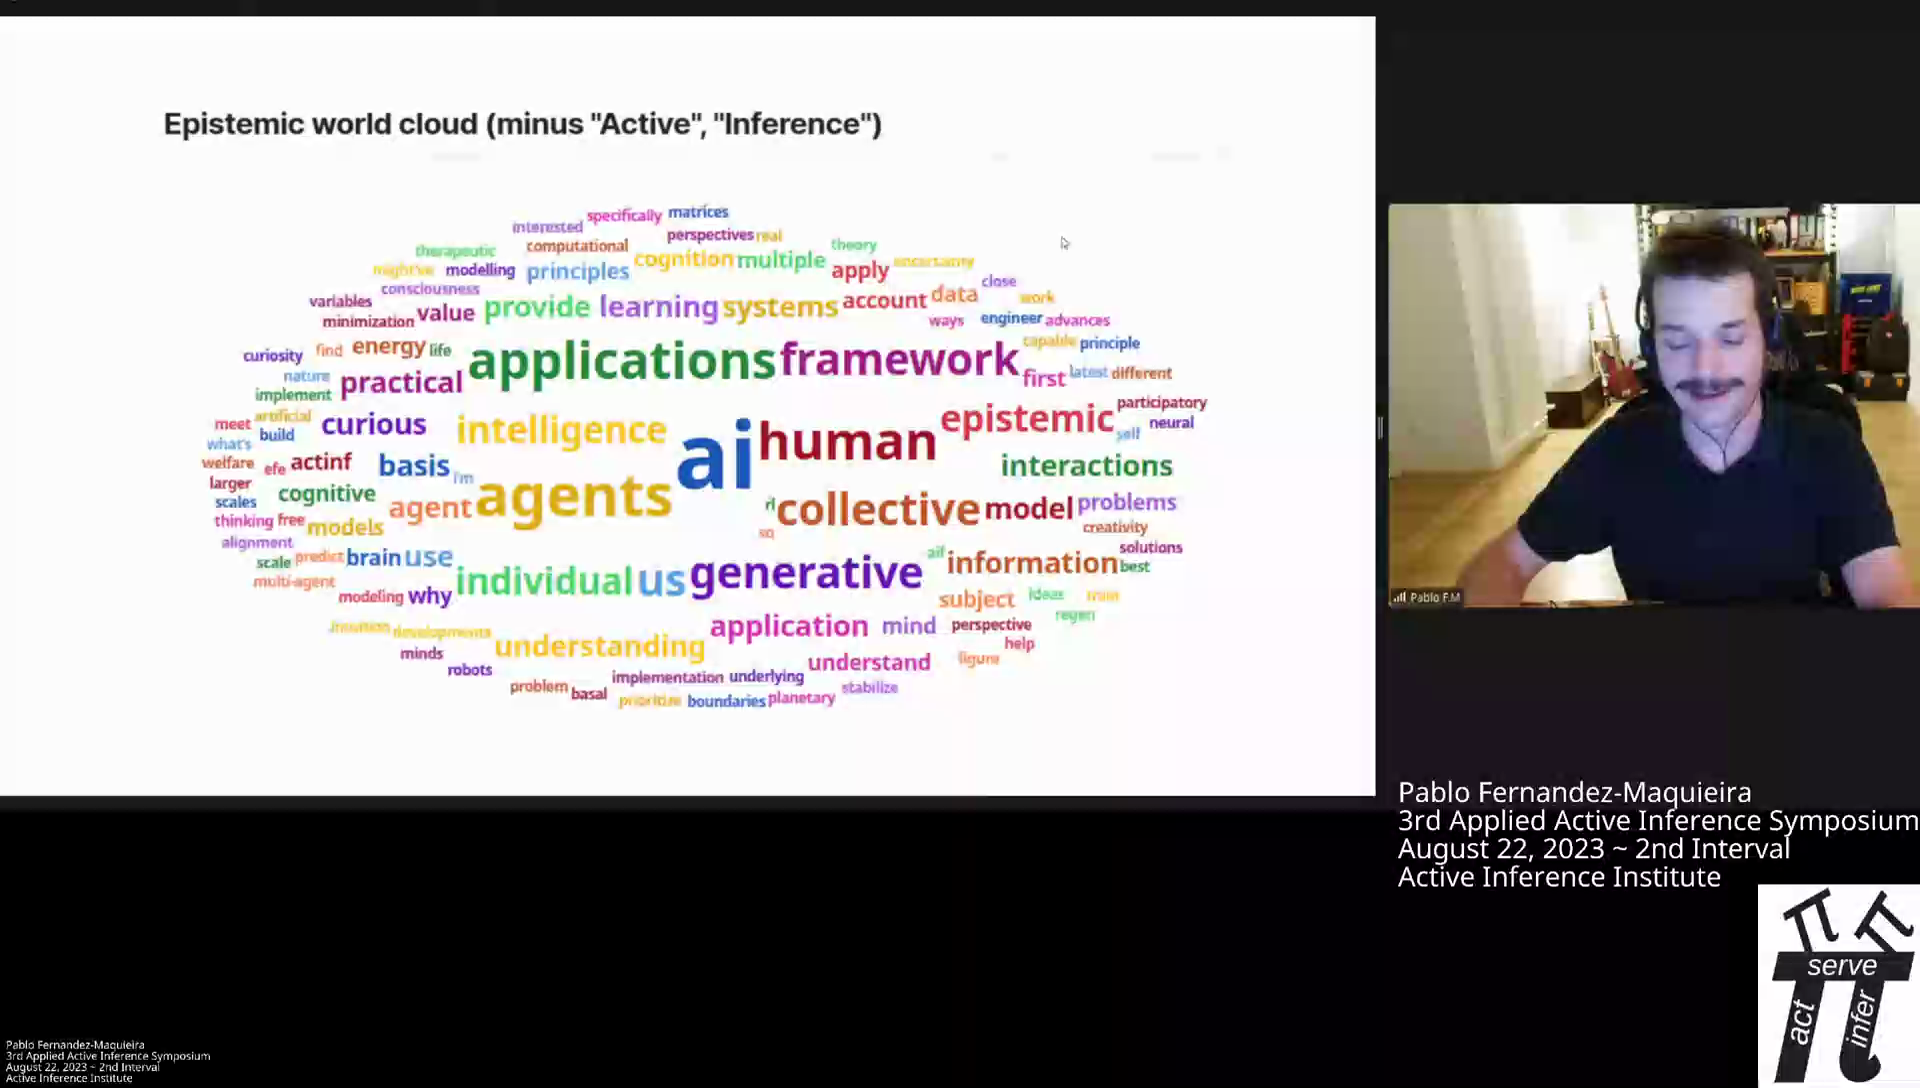 Epistemic world cloud (minus "Active", "Inference")
specifically matrices
interested
perspectives real
therapeutic computational cognition multiple theory
modelling principles apply uncertainty
consciousness close
variables value provide learning systems account data work
minimization ways engineer advances
curiosity find energy life applications framework capable principle
nature practical first latest different
implement
meet artificial curious intelligence epistemic participatory
what's build ai human self neural
welfare efe actinf basis i'm interactions
larger
scales cognitive agent agents collective model problems
thinking free models creativity
alignment solutions
scale predict brain use aif information best
multi-agent individual us generative
modeling why subject ideas
regen
developments understanding application mind perspective
minds help
robots understand figure
problem basal implementation underlying
prioritize boundaries planetary stabilize
Pablo F.M
Pablo Fernandez-Maquieira
3rd Applied Active Inference Symposium
August 22, 2023 ~ 2nd Interval
Active Inference Institute
serve
act
infer
Pablo Fernandez-Maquieira
3rd Applied Active Inference Symposium
August 22, 2023 ~ 2nd Interval
Active Inference Institute